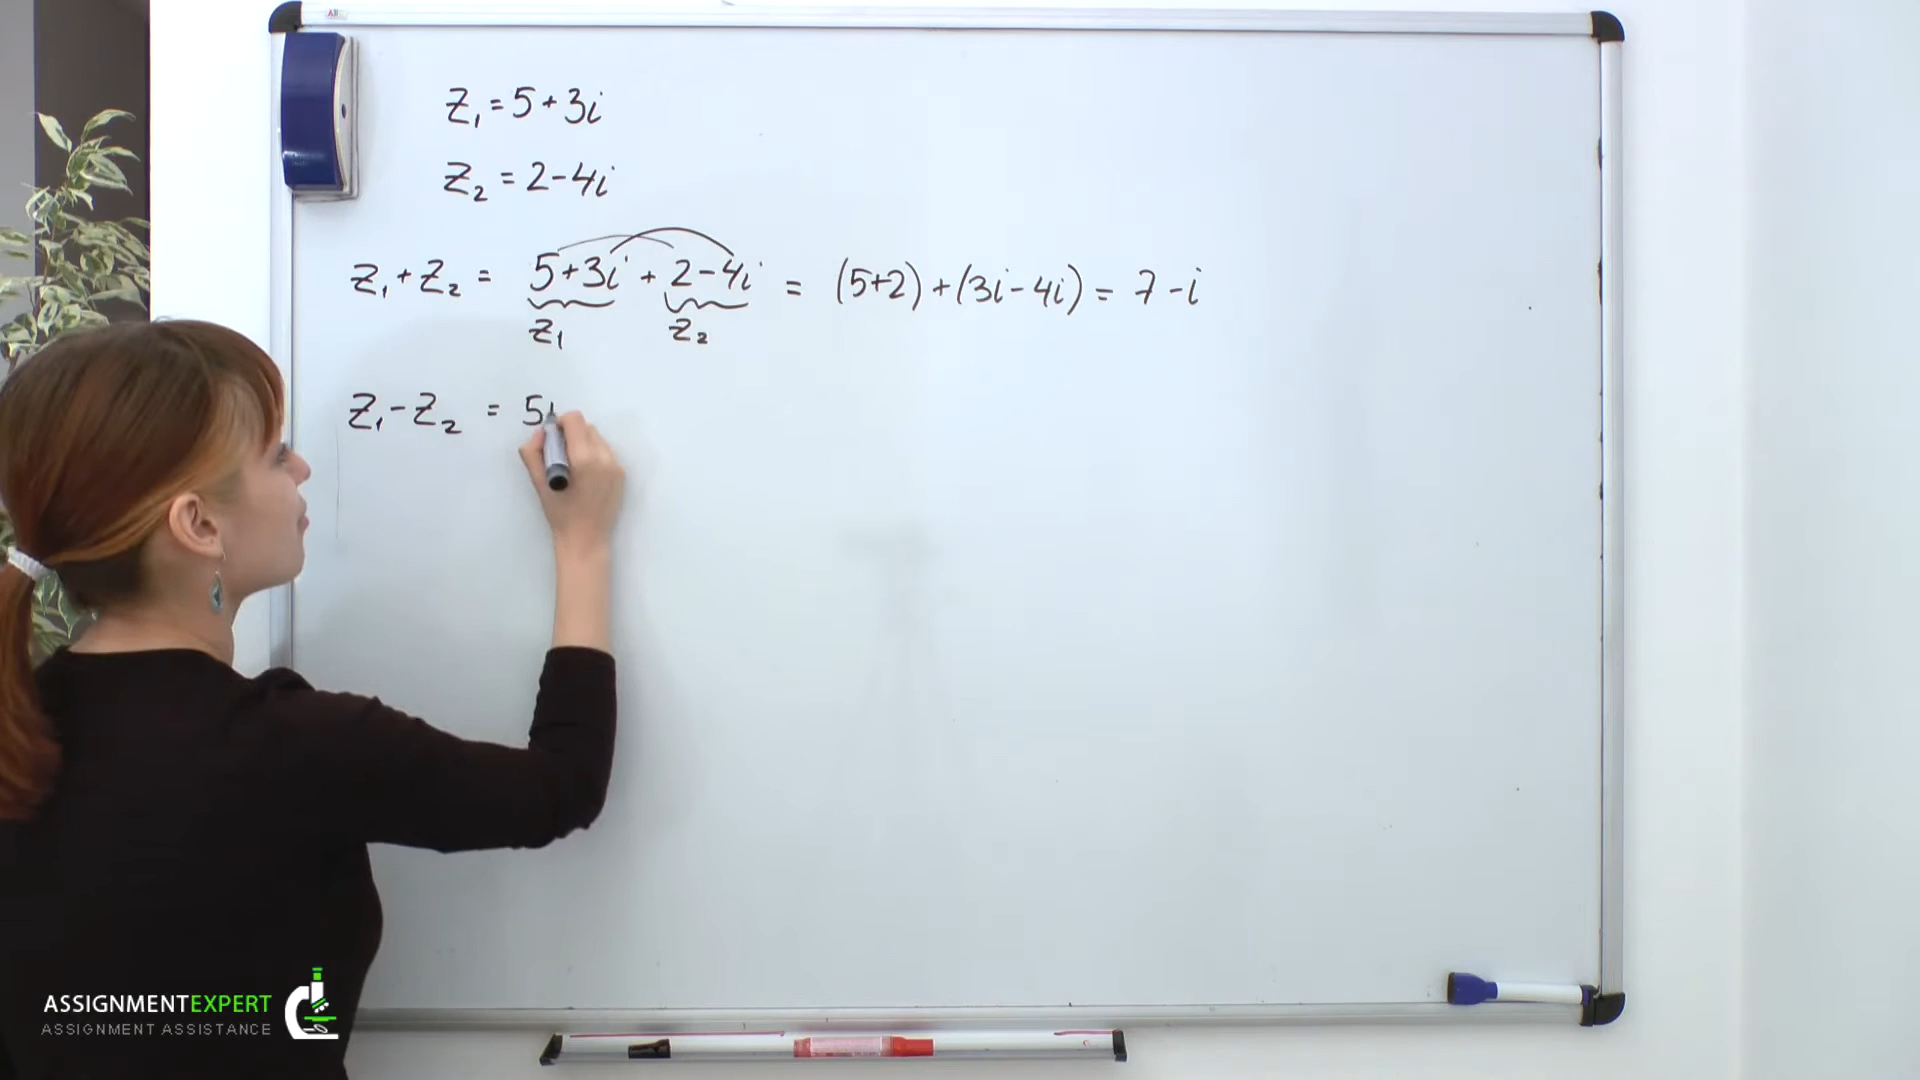 z₁ = 5 + 3i
z₂ = 2 - 4i
z₁ + z₂ = 5+3i + 2-4i = (5+2) + (3i-4i) = 7 - i
z₁ z₂
z₁ - z₂ = 5
ASSIGNMENTEXPERT
ASSIGNMENT ASSISTANCE